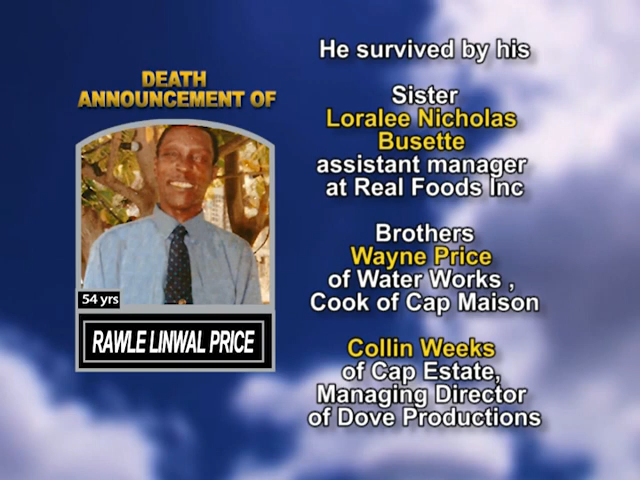 DEATH
ANNOUNCEMENT OF
54 yrs
RAWLE LINWAL PRICE
He survived by his
Sister
Loralee Nicholas
Busette
assistant manager
at Real Foods Inc
Brothers
Wayne Price
of Water Works ,
Cook of Cap Maison
Collin Weeks
of Cap Estate,
Managing Director
of Dove Productions